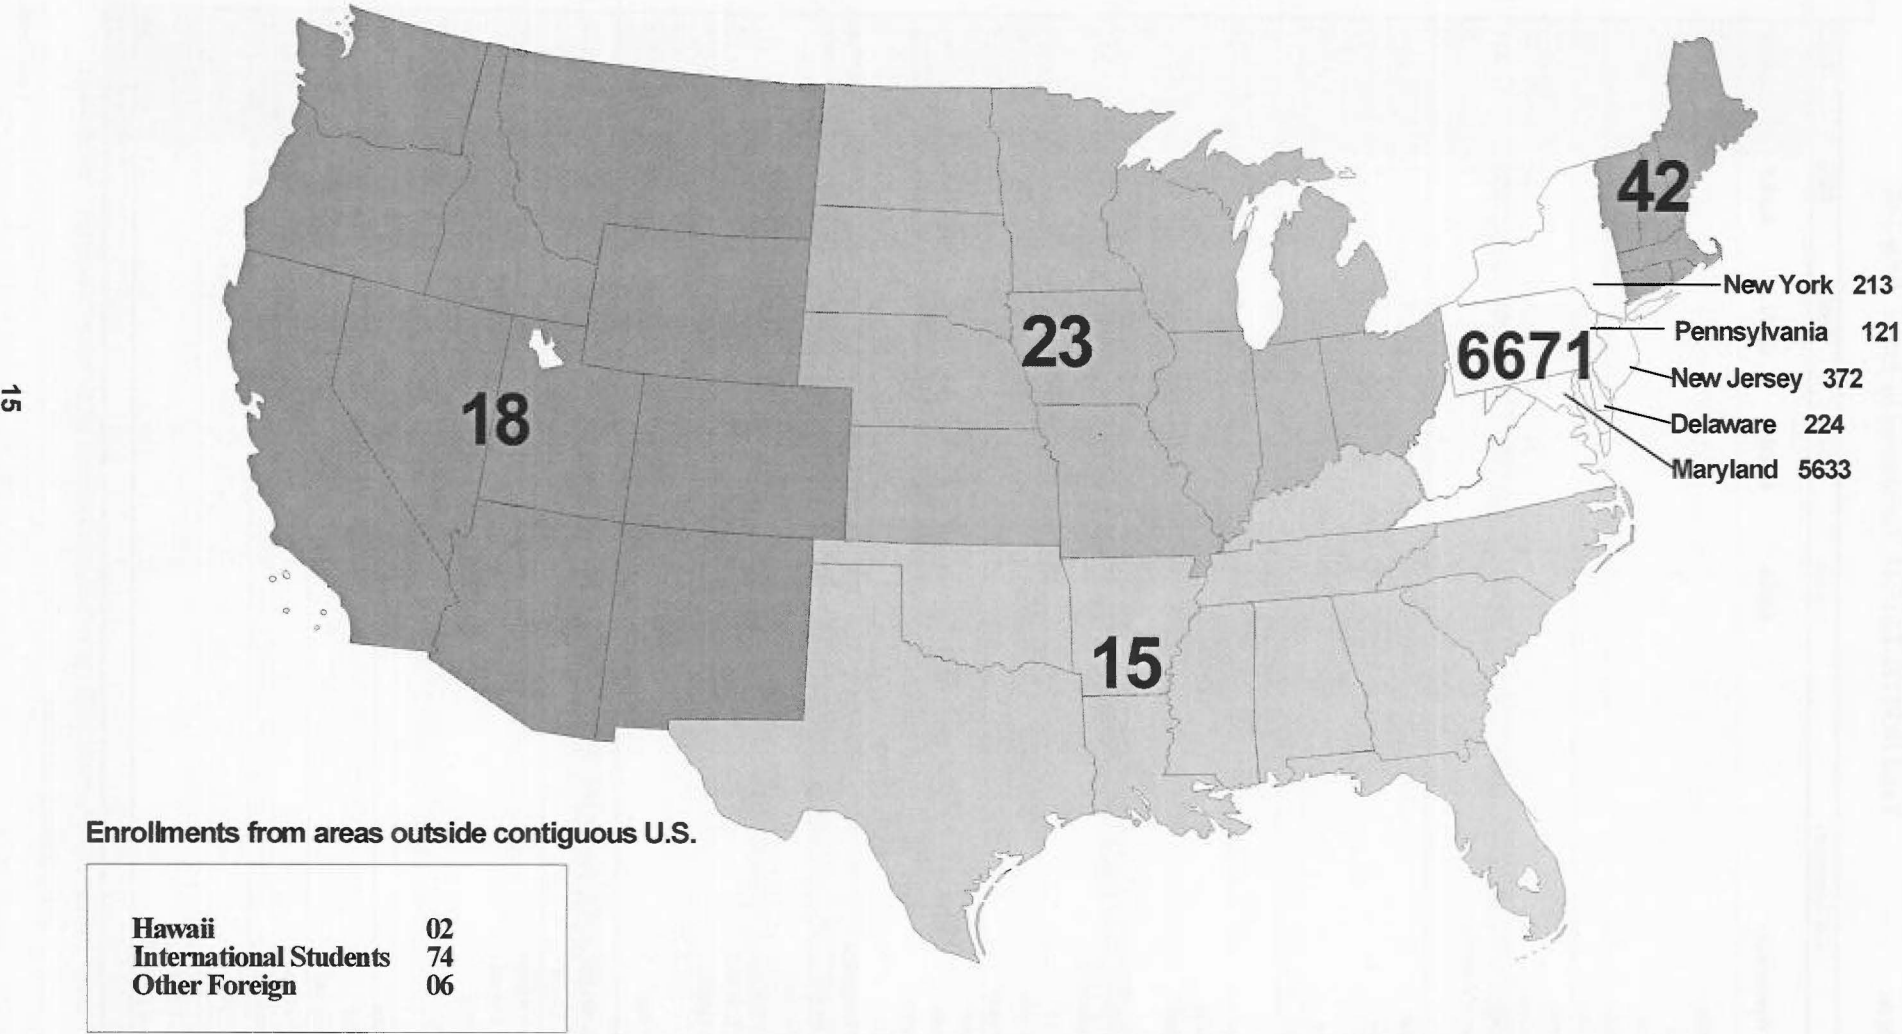 42
New York 213
Pennsylvania 121
23
6671
New Jersey 372
18
Delaware 224
Maryland 5633
15
15
Enrollments from areas outside contiguous U.S.
Hawaii 02
International Students 74
Other Foreign 06